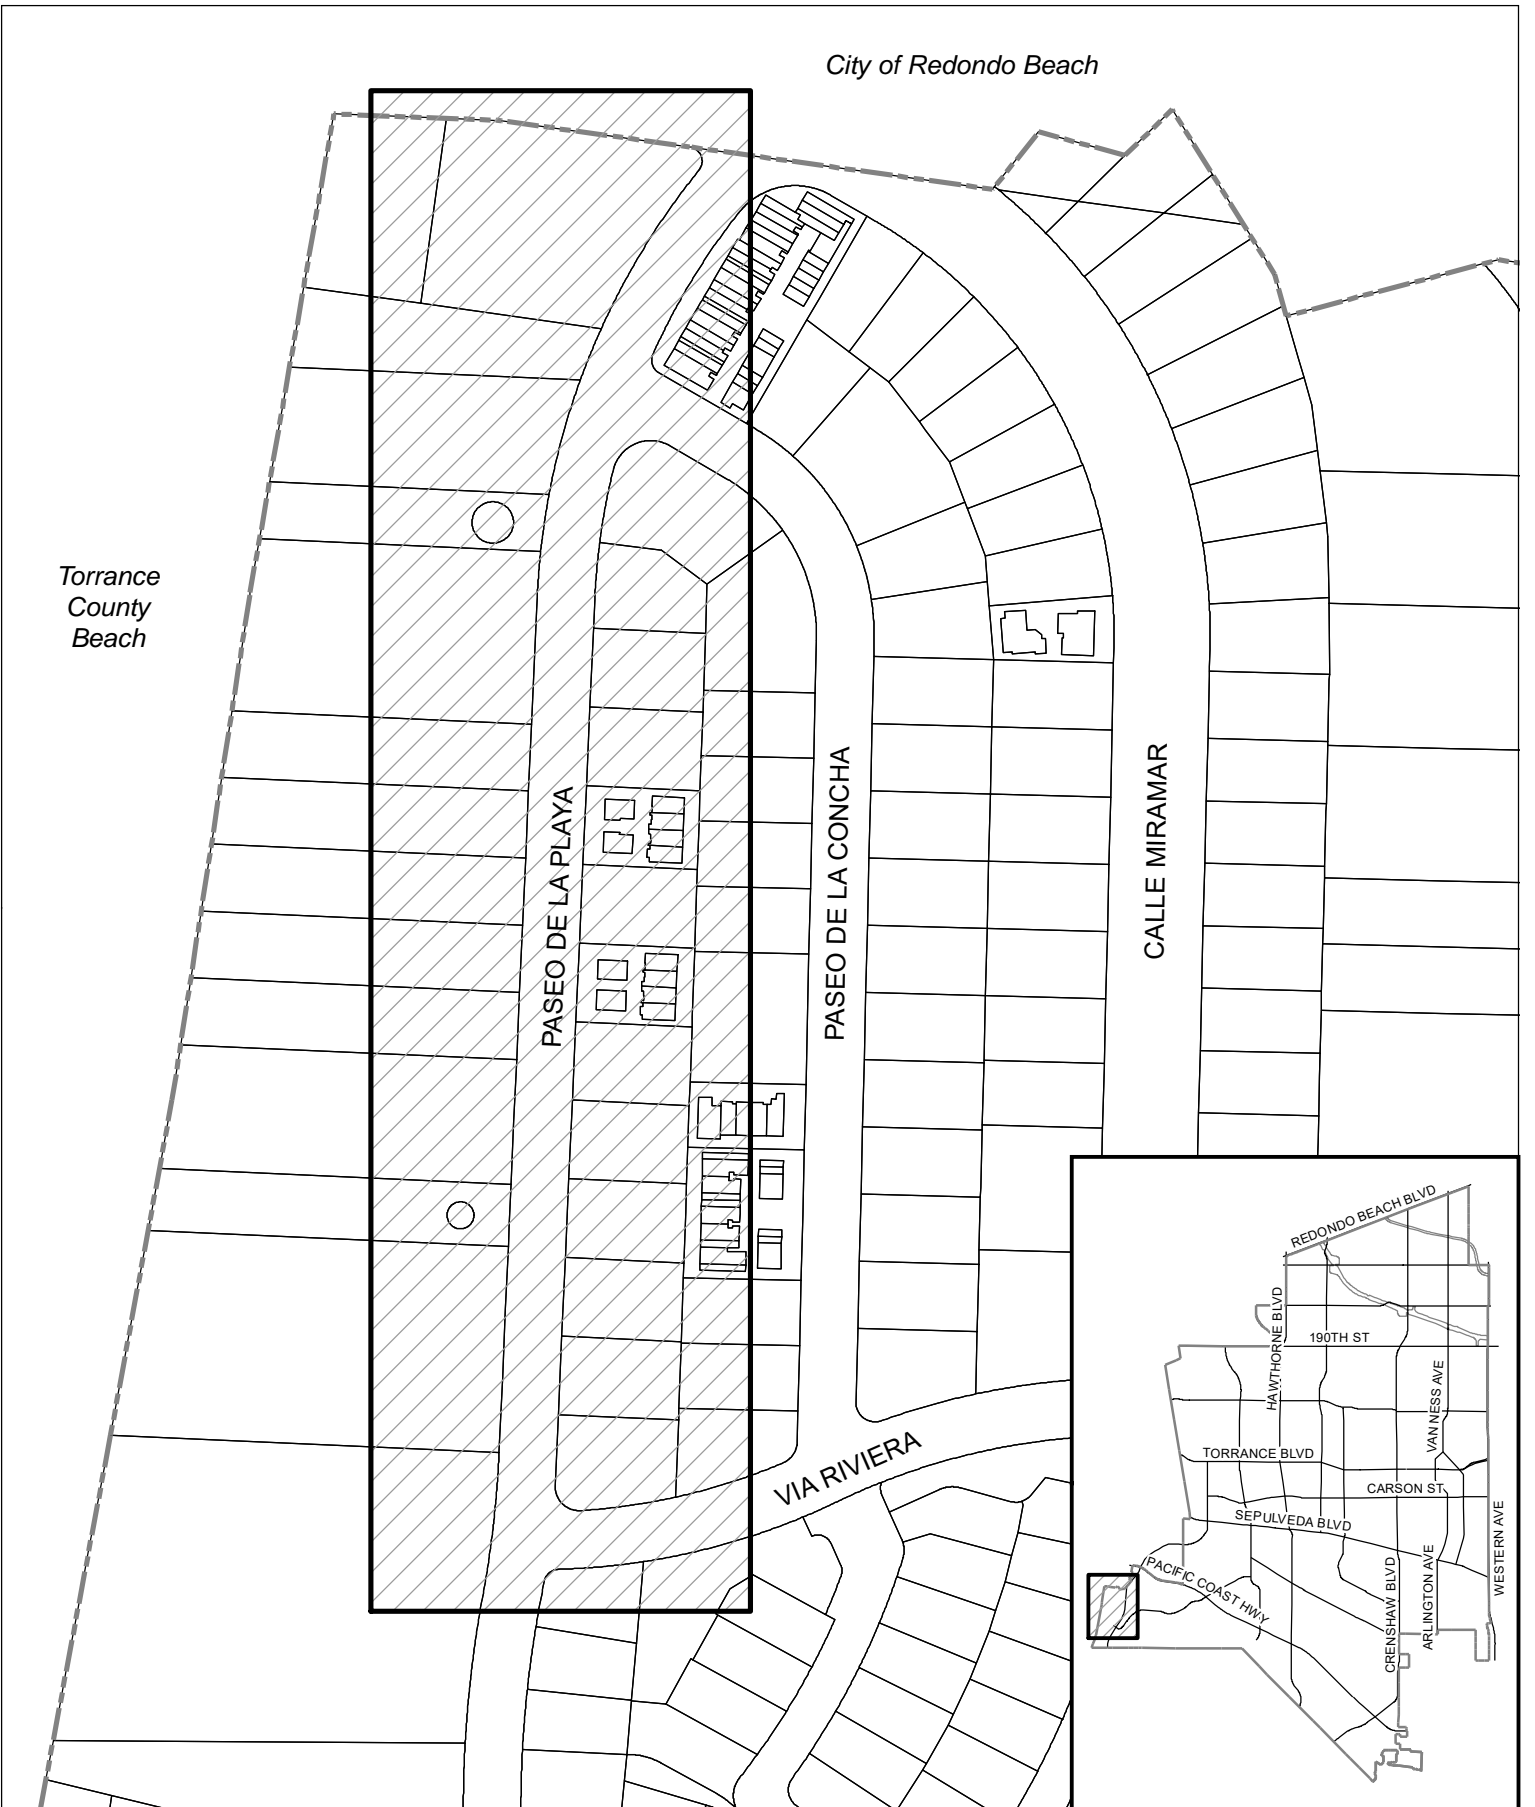 City of Redondo Beach
Torrance
County
Beach
PASEO DE LA PLAYA
PASEO DE LA CONCHA
CALLE MIRAMAR
VIA RIVIERA
REDONDO BEACH BLVD
HAWTHORNE BLVD
190TH ST
VAN NESS AVE
TORRANCE BLVD
CARSON ST
SEPULVEDA BLVD
WESTERN AVE
PACIFIC COAST HWY
CRENSHAW BLVD
ARLINGTON AVE